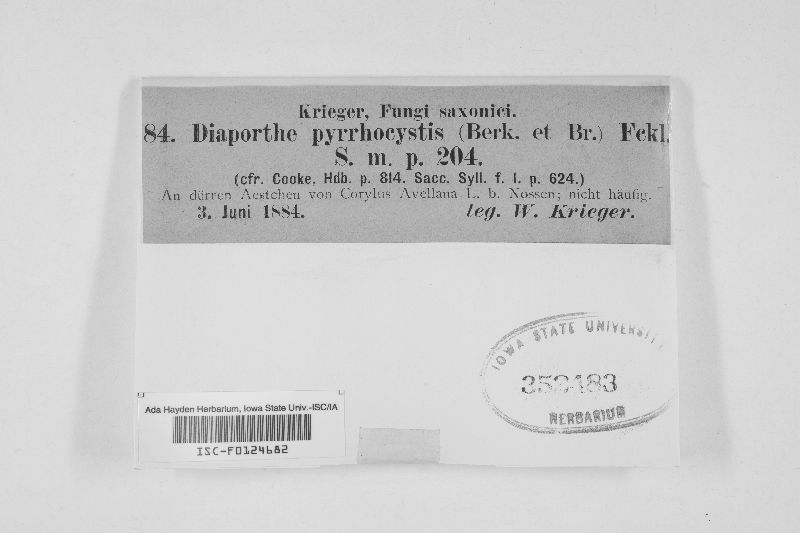 Krieger, Fungi saxonici.
84. Diaporthe pyrrhocystis (Berk. et Br.) Fckl.
S. m. p. 204.
(cfr. Cooke, Hdb. p. 814. Sacc. Syll. f. I. p. 624.)
An dürren Aestchen von Corylus Avellana L. b. Nossen; nicht häufig.
3. Juni 1884. leg. W. Krieger.
IOWA STATE UNIVERSITY
HERBARIUM
Ada Hayden Herbarium, Iowa State Univ.-ISC/IA
ISC-F0124682